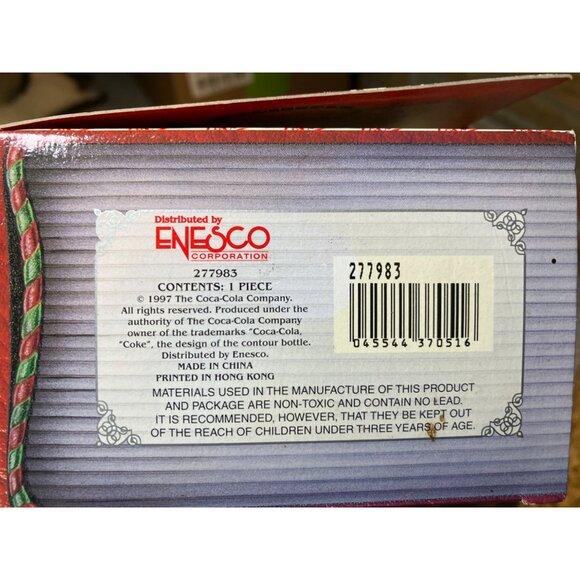 Distributed by
ENESCO
CORPORATION
277983
CONTENTS: 1 PIECE
© 1997 The Coca-Cola Company.
All rights reserved. Produced under the
authority of The Coca-Cola Company
owner of the trademarks "Coca-Cola,
"Coke", the design of the contour bottle.
Distributed by Enesco.
MADE IN CHINA
PRINTED IN HONG KONG
277983
045544 370516
MATERIALS USED IN THE MANUFACTURE OF THIS PRODUCT
AND PACKAGE ARE NON-TOXIC AND CONTAIN NO LEAD.
IT IS RECOMMENDED, HOWEVER, THAT THEY BE KEPT OUT
OF THE REACH OF CHILDREN UNDER THREE YEARS OF AGE.